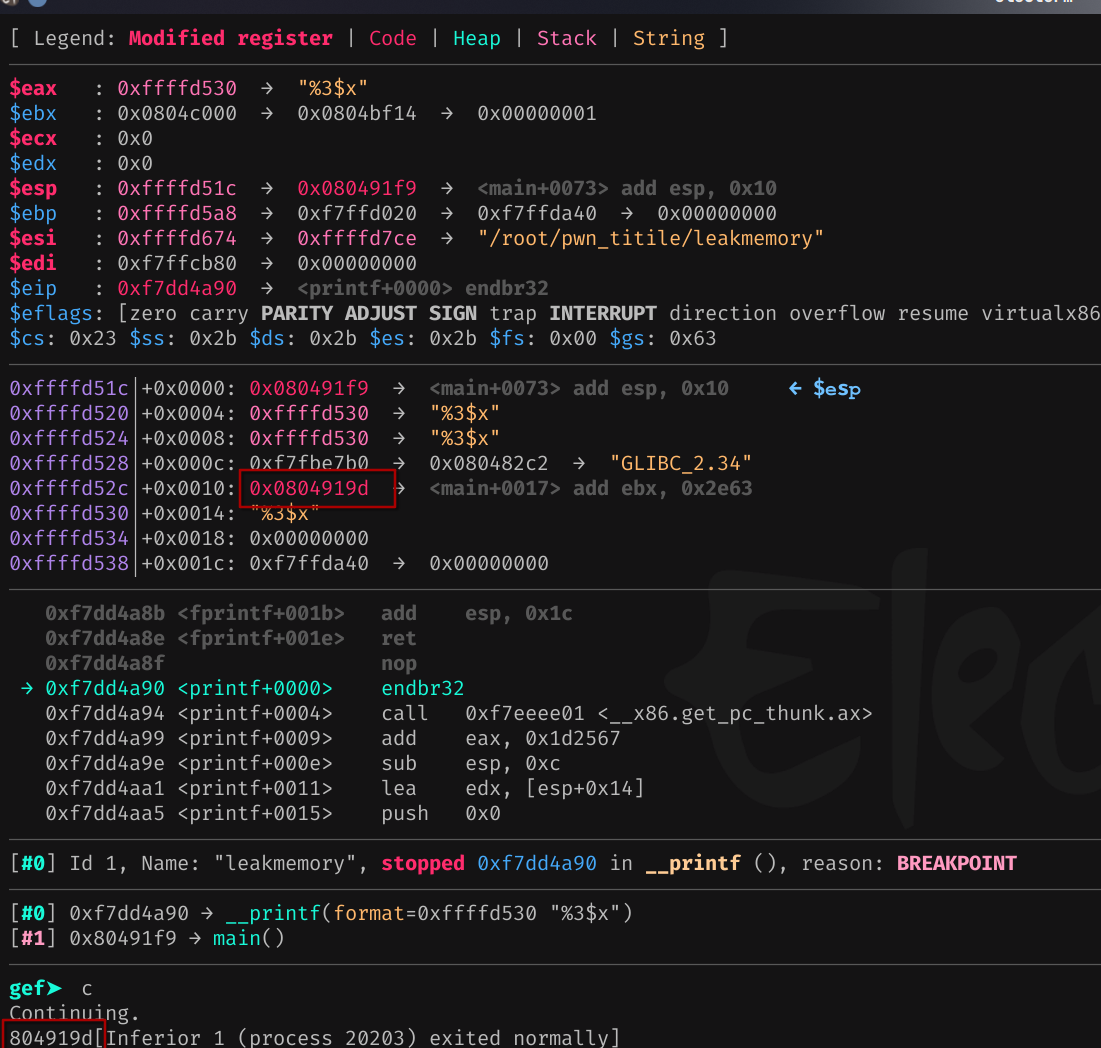 [ Legend: Modified register | Code | Heap | Stack | String ]
$eax   : 0xffffd530  →  "%3$x"
$ebx   : 0x0804c000  →  0x0804bf14  →  0x00000001
$ecx   : 0x0
$edx   : 0x0
$esp   : 0xffffd51c  →  0x080491f9  →  <main+0073> add esp, 0x10
$ebp   : 0xffffd5a8  →  0xf7ffd020  →  0xf7ffda40  →  0x00000000
$esi   : 0xffffd674  →  0xffffd7ce  →  "/root/pwn_titile/leakmemory"
$edi   : 0xf7ffcb80  →  0x00000000
$eip   : 0xf7dd4a90  →  <printf+0000> endbr32
$eflags: [zero carry PARITY ADJUST SIGN trap INTERRUPT direction overflow resume virtualx86
$cs: 0x23 $ss: 0x2b $ds: 0x2b $es: 0x2b $fs: 0x00 $gs: 0x63
0xffffd51c│+0x0000: 0x080491f9  →  <main+0073> add esp, 0x10     ← $esp
0xffffd520│+0x0004: 0xffffd530  →  "%3$x"
0xffffd524│+0x0008: 0xffffd530  →  "%3$x"
0xffffd528│+0x000c: 0xf7fbe7b0  →  0x080482c2  →  "GLIBC_2.34"
0xffffd52c│+0x0010: 0x0804919d  →  <main+0017> add ebx, 0x2e63
0xffffd530│+0x0014: "%3$x"
0xffffd534│+0x0018: 0x00000000
0xffffd538│+0x001c: 0xf7ffda40  →  0x00000000
0xf7dd4a8b <fprintf+001b>   add    esp, 0x1c
0xf7dd4a8e <fprintf+001e>   ret
0xf7dd4a8f                  nop
→ 0xf7dd4a90 <printf+0000>    endbr32
0xf7dd4a94 <printf+0004>    call   0xf7eeee01 <__x86.get_pc_thunk.ax>
0xf7dd4a99 <printf+0009>    add    eax, 0x1d2567
0xf7dd4a9e <printf+000e>    sub    esp, 0xc
0xf7dd4aa1 <printf+0011>    lea    edx, [esp+0x14]
0xf7dd4aa5 <printf+0015>    push   0x0
[#0] Id 1, Name: "leakmemory", stopped 0xf7dd4a90 in __printf (), reason: BREAKPOINT
[#0] 0xf7dd4a90 → __printf(format=0xffffd530 "%3$x")
[#1] 0x80491f9 → main()
gef➤  c
Continuing.
804919d[Inferior 1 (process 20203) exited normally]